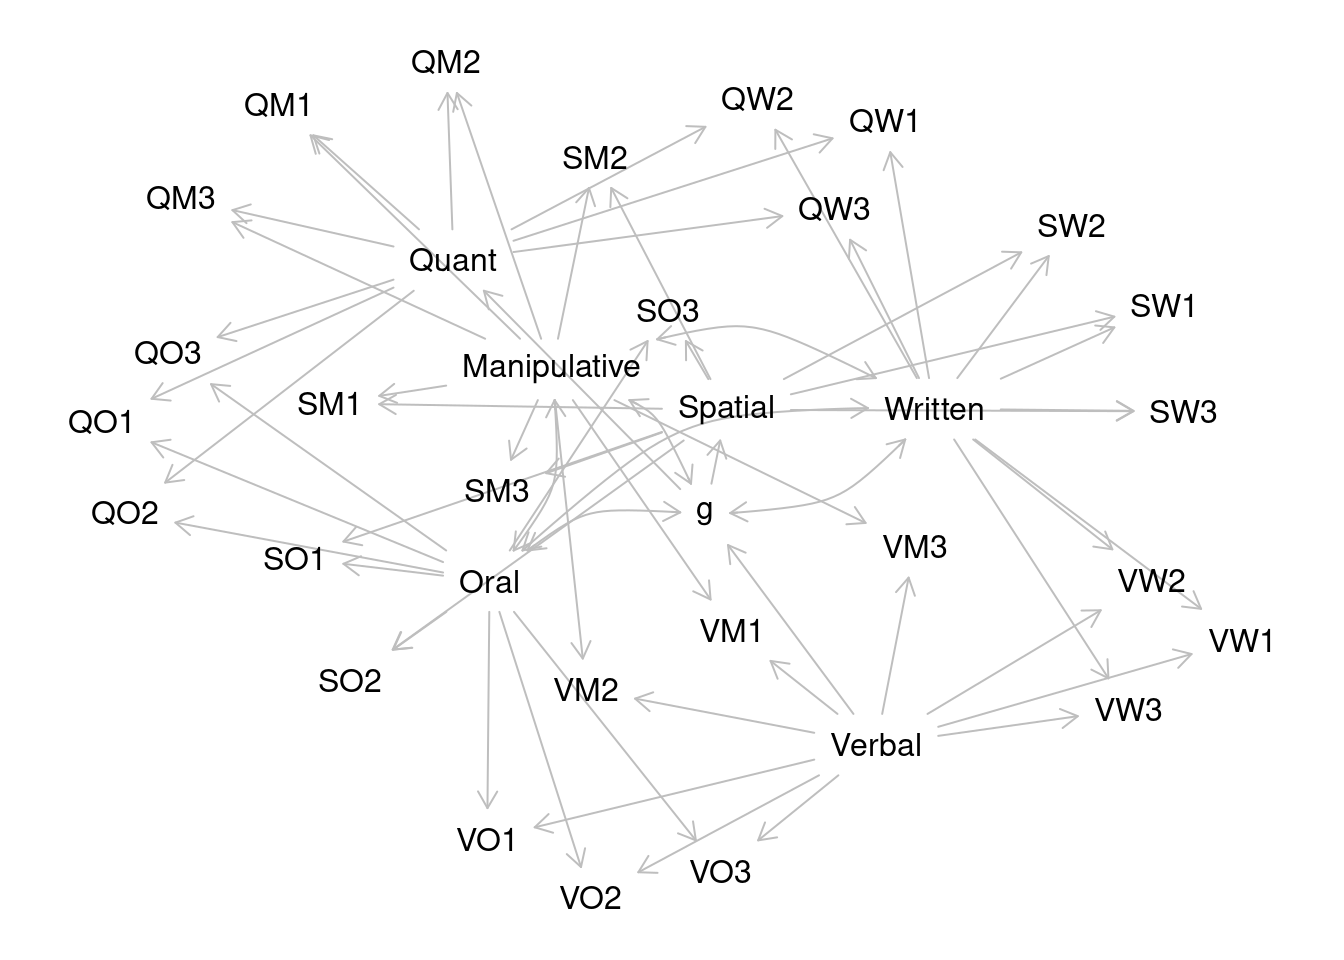 QM2
QM1
QW2
QW1
SM2
QM3
QW3
SW2
Quant
SO3
SW1
QO3
Manipulative
SM1
Spatial
Written
SW3
QO1
SM3
g
QO2
VM3
SO1
Oral
VW2
VM1
VW1
SO2
VM2
VW3
Verbal
VO1
VO3
VO2